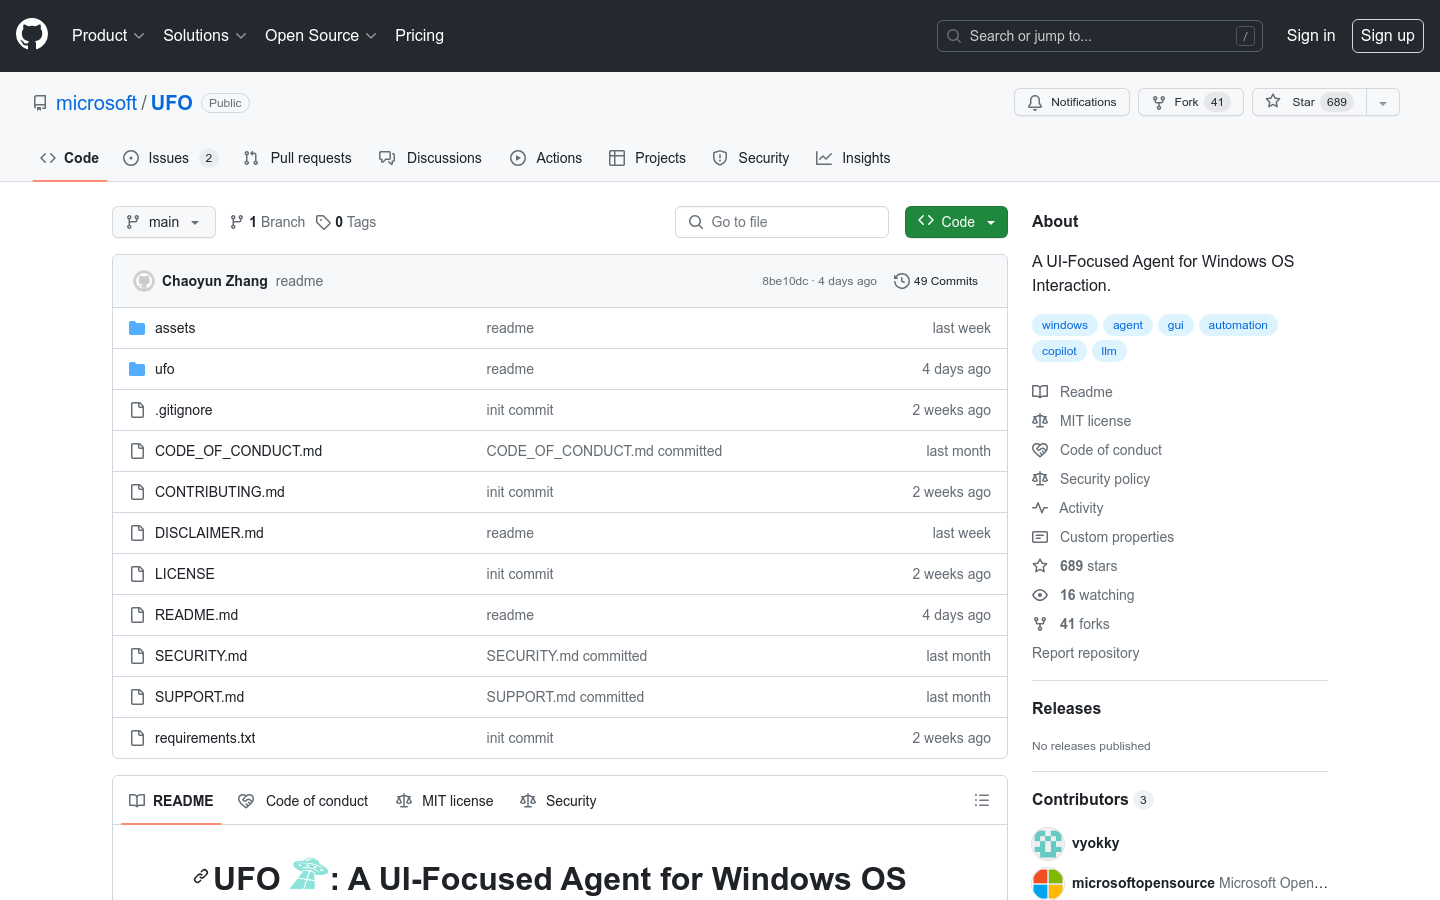 Product Solutions Open Source Pricing Search or jump to... / Sign in Sign up
microsoft / UFO Public Notifications Fork 41 Star 689
Code Issues 2 Pull requests Discussions Actions Projects Security Insights
main 1 Branch 0 Tags Go to file Code
Chaoyun Zhang readme 8be10dc · 4 days ago 49 Commits
assets readme last week
ufo readme 4 days ago
.gitignore init commit 2 weeks ago
CODE_OF_CONDUCT.md CODE_OF_CONDUCT.md committed last month
CONTRIBUTING.md init commit 2 weeks ago
DISCLAIMER.md readme last week
LICENSE init commit 2 weeks ago
README.md readme 4 days ago
SECURITY.md SECURITY.md committed last month
SUPPORT.md SUPPORT.md committed last month
requirements.txt init commit 2 weeks ago
README Code of conduct MIT license Security
UFO : A UI-Focused Agent for Windows OS
About
A UI-Focused Agent for Windows OS
Interaction.
windows agent gui automation
copilot llm
Readme
MIT license
Code of conduct
Security policy
Activity
Custom properties
689 stars
16 watching
41 forks
Report repository
Releases
No releases published
Contributors 3
vyokky
microsoftopensource Microsoft Open...